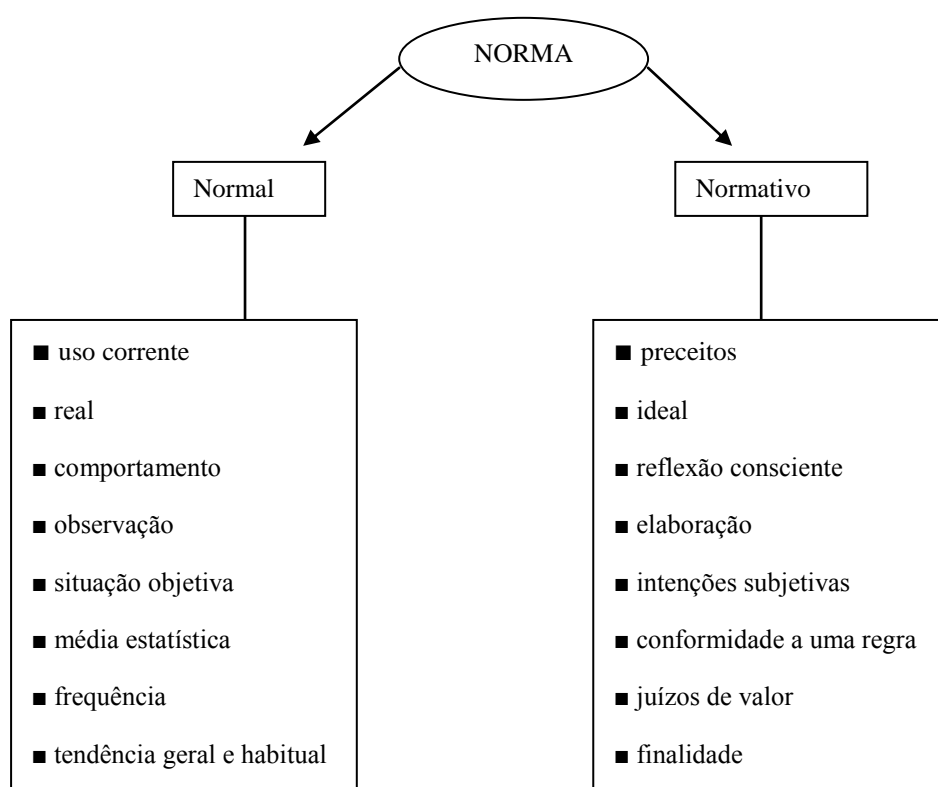 NORMA
Normal
Normativo
■ uso corrente
■ real
■ comportamento
■ observação
■ situação objetiva
■ média estatística
■ frequência
■ tendência geral e habitual
■ preceitos
■ ideal
■ reflexão consciente
■ elaboração
■ intenções subjetivas
■ conformidade a uma regra
■ juízos de valor
■ finalidade